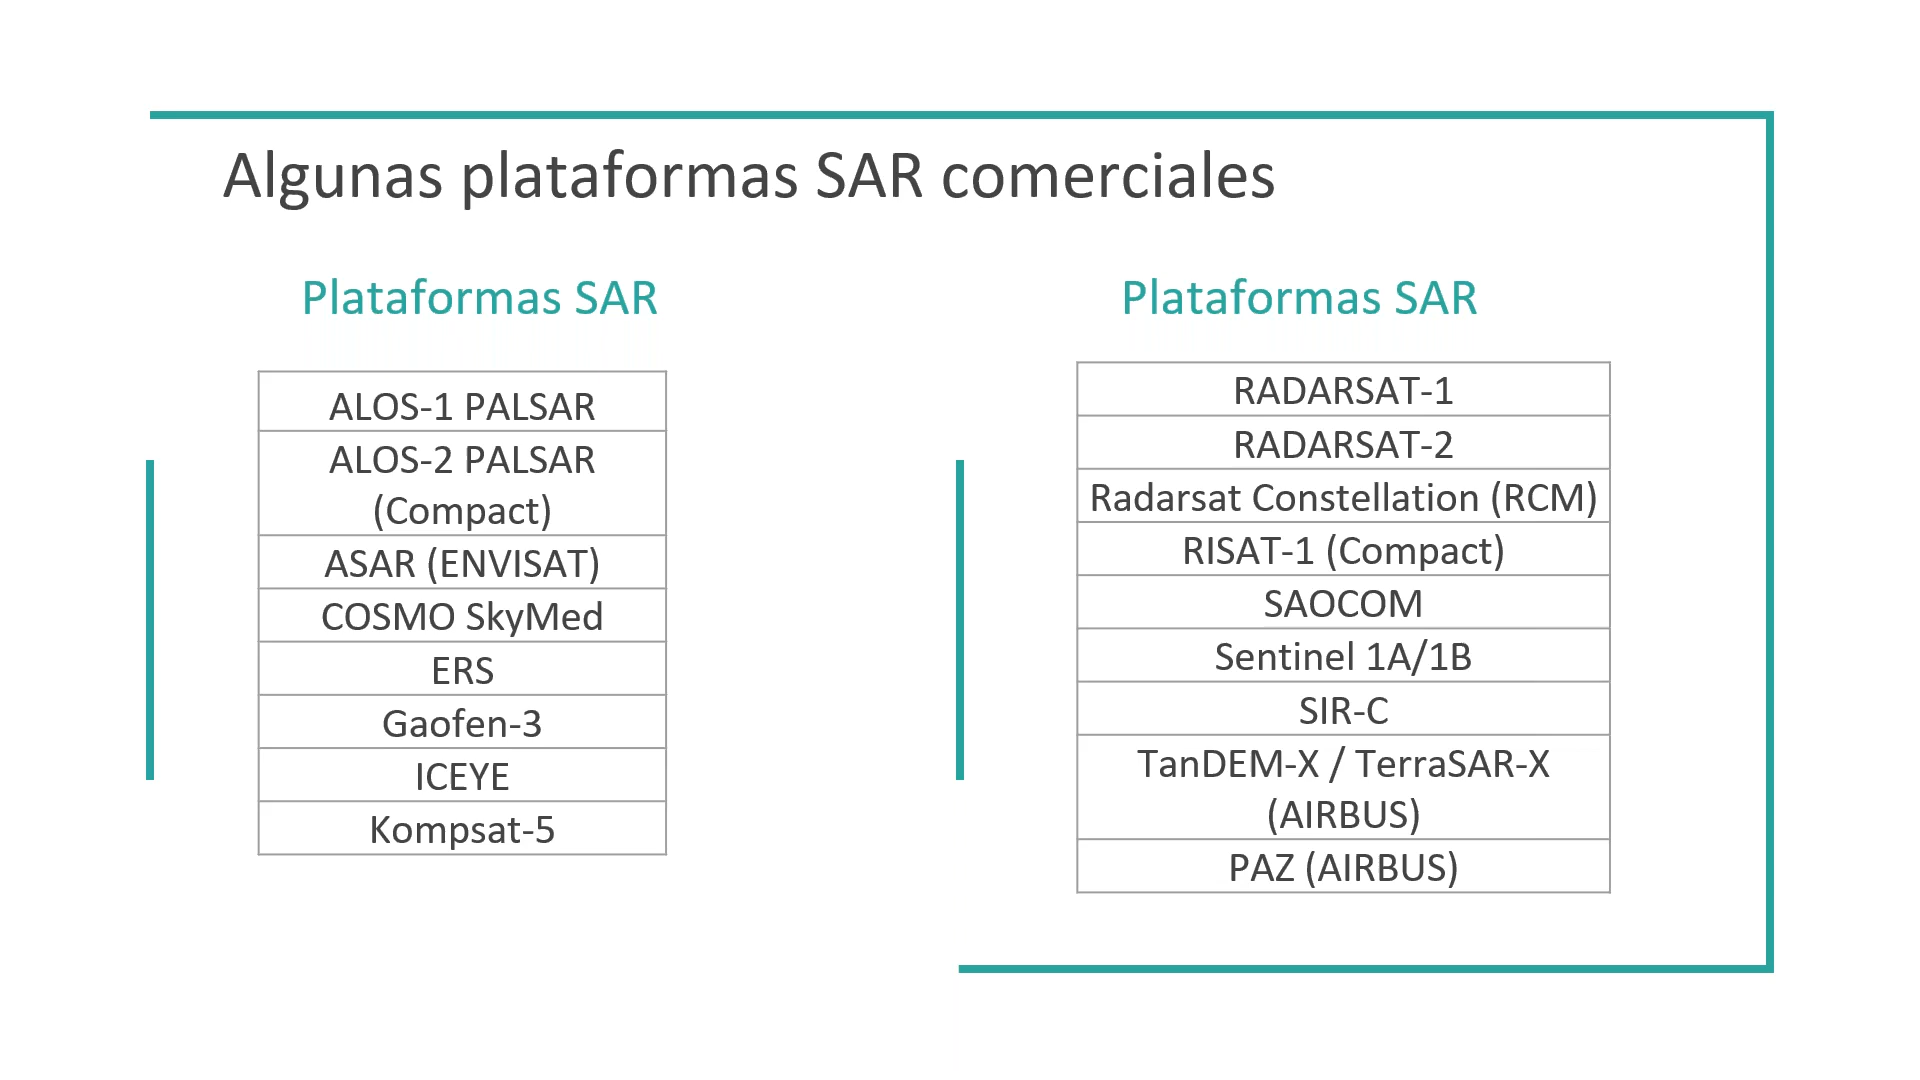 Algunas plataformas SAR comerciales
Plataformas SAR
ALOS-1 PALSAR
ALOS-2 PALSAR
(Compact)
ASAR (ENVISAT)
COSMO SkyMed
ERS
Gaofen-3
ICEYE
Kompsat-5
Plataformas SAR
RADARSAT-1
RADARSAT-2
Radarsat Constellation (RCM)
RISAT-1 (Compact)
SAOCOM
Sentinel 1A/1B
SIR-C
TanDEM-X / TerraSAR-X
(AIRBUS)
PAZ (AIRBUS)